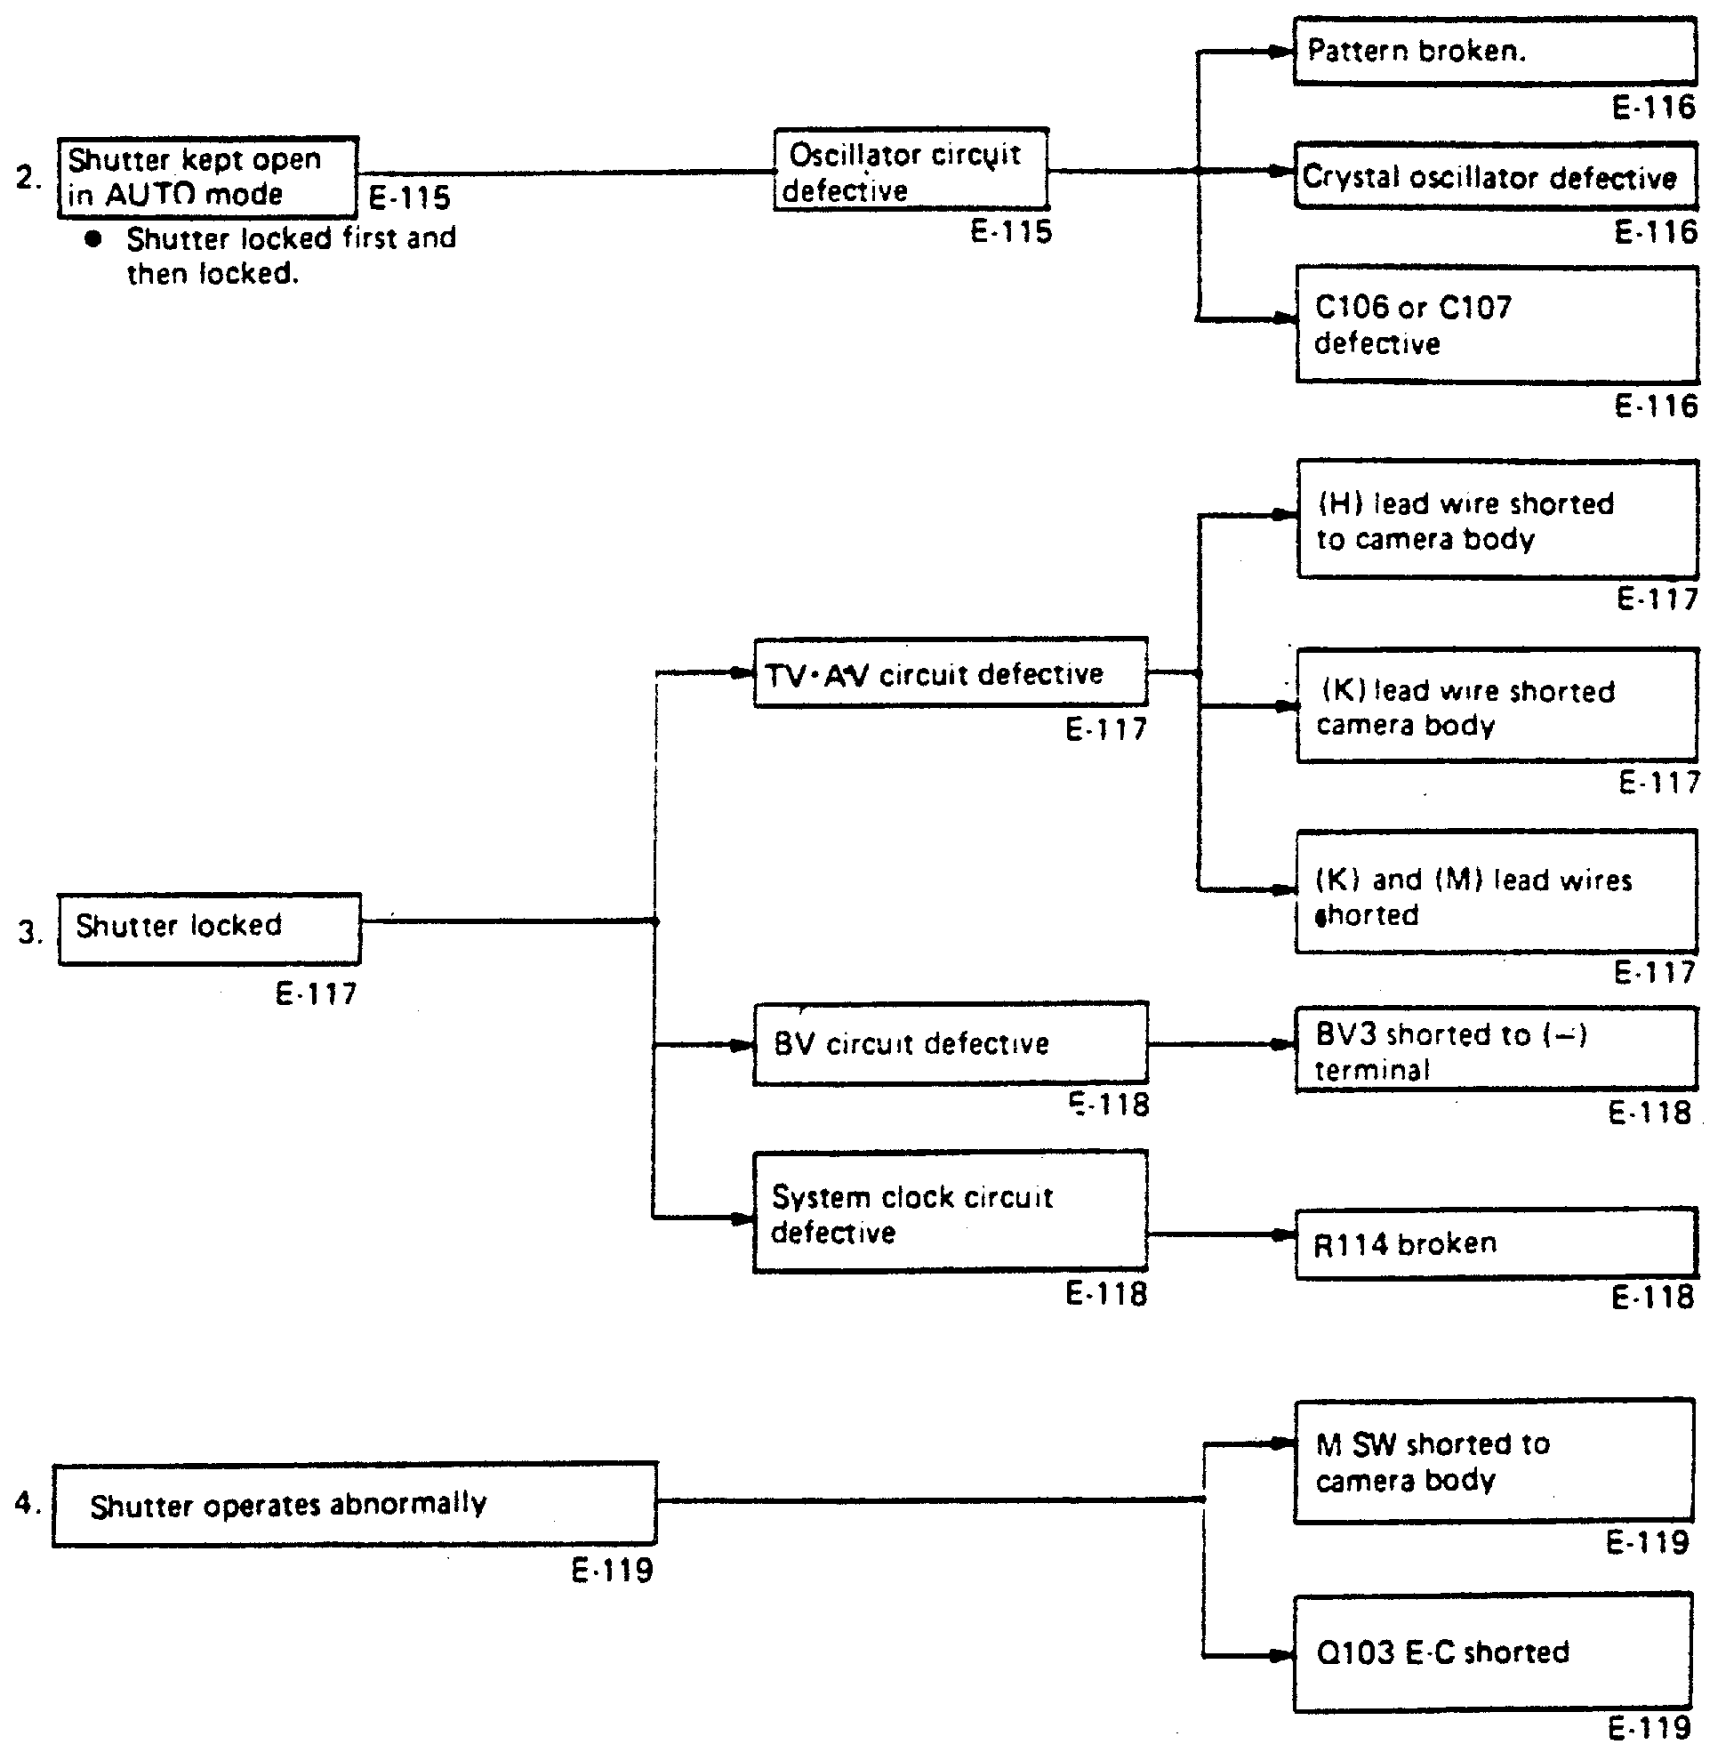 Pattern broken.
E-116
2.
Shutter kept open
in AUTO mode
E-115
● Shutter locked first and
then locked.
Oscillator circuit
defective
E-115
Crystal oscillator defective
E-116
C106 or C107
defective
E-116
(H) lead wire shorted
to camera body
E-117
TV·AV circuit defective
E-117
(K) lead wire shorted
camera body
E-117
(K) and (M) lead wires
shorted
E-117
3.
Shutter locked
E-117
BV circuit defective
E-118
BV3 shorted to (−)
terminal
E-118
System clock circuit
defective
E-118
R114 broken
E-118
4.
Shutter operates abnormally
E-119
M SW shorted to
camera body
E-119
Q103 E-C shorted
E-119